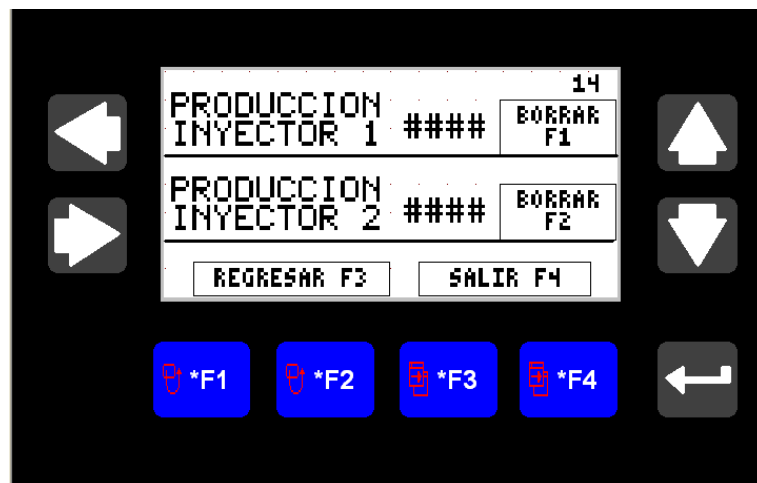 14
PRODUCCION
INYECTOR 1 #### BORRAR
F1
PRODUCCION
INYECTOR 2 #### BORRAR
F2
REGRESAR F3 SALIR F4
*F1 *F2 *F3 *F4